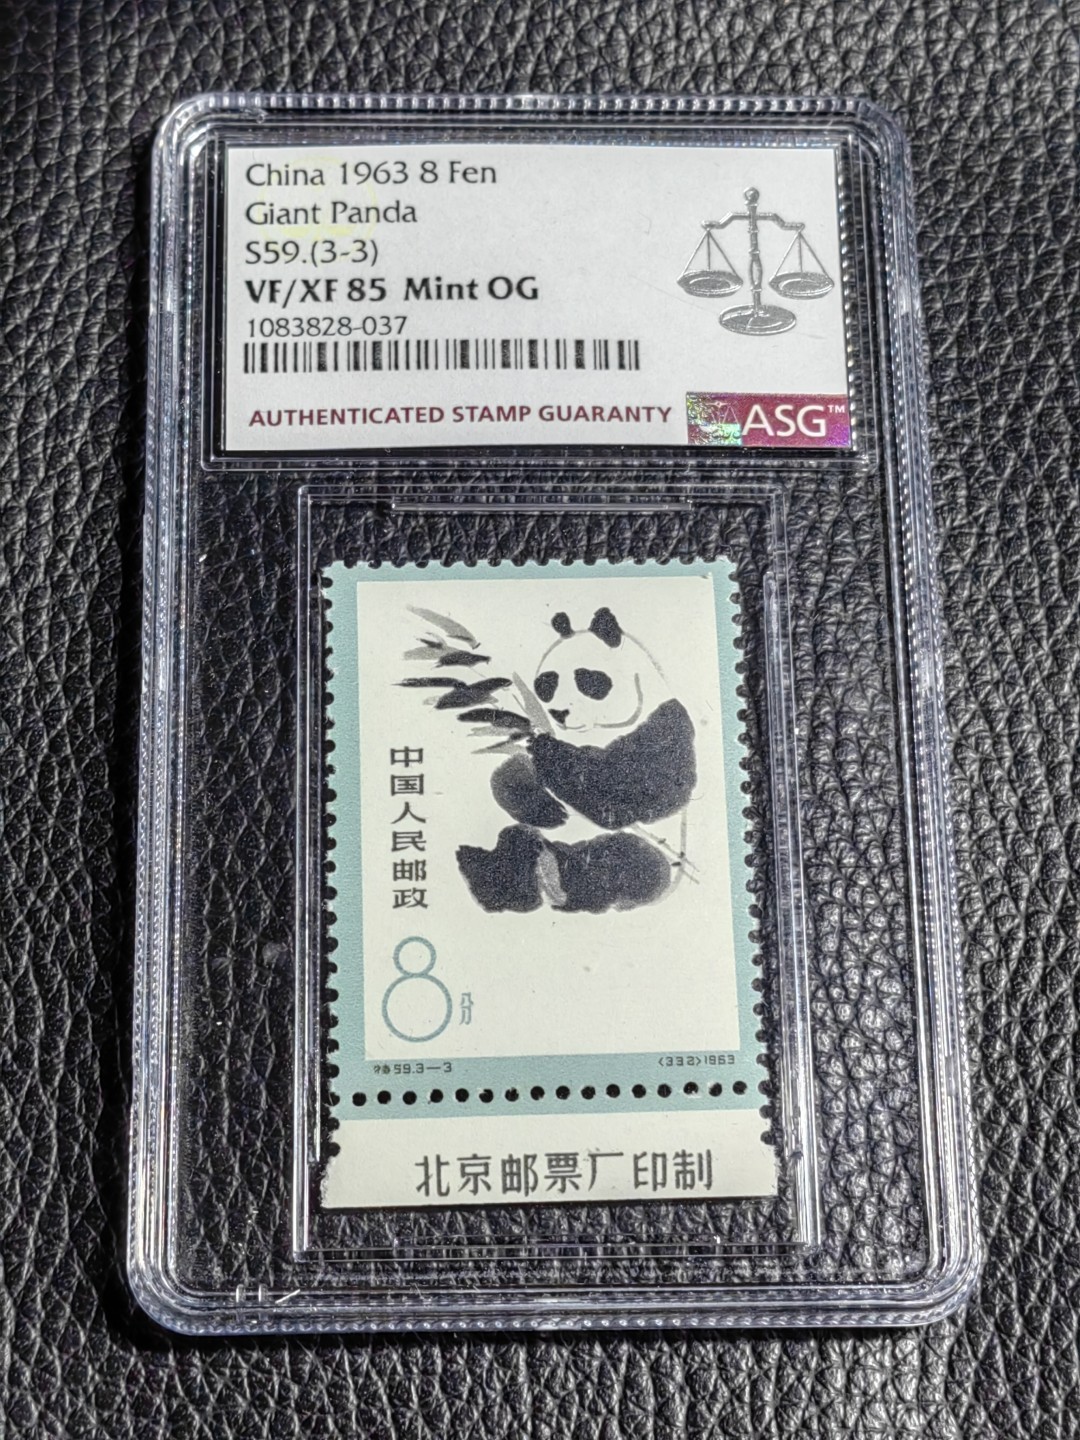 China 1963 8 Fen
Giant Panda
S59.(3-3)
VF/XF 85 Mint OG
1083828-037
AUTHENTICATED STAMP GUARANTY
ASG™
中国人民邮政
8八分
特59.3—3
(332)1963
北京邮票厂印制